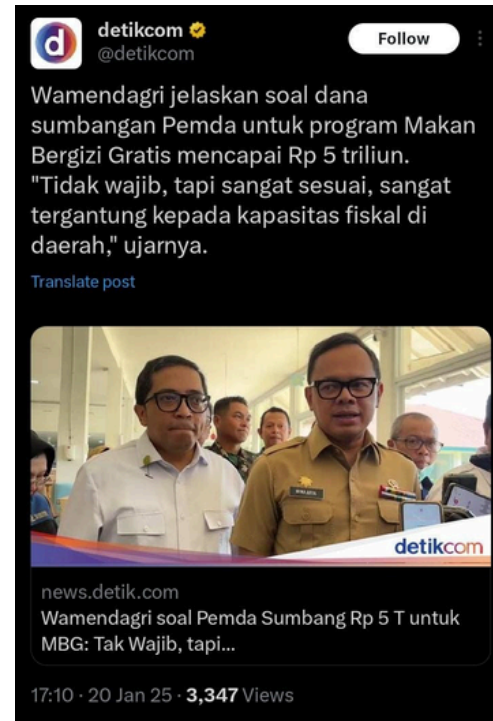 detikcom
@detikcom
Follow
Wamendagri jelaskan soal dana
sumbangan Pemda untuk program Makan
Bergizi Gratis mencapai Rp 5 triliun.
"Tidak wajib, tapi sangat sesuai, sangat
tergantung kepada kapasitas fiskal di
daerah," ujarnya.
Translate post
detikcom
news.detik.com
Wamendagri soal Pemda Sumbang Rp 5 T untuk
MBG: Tak Wajib, tapi...
17:10 · 20 Jan 25 · 3,347 Views